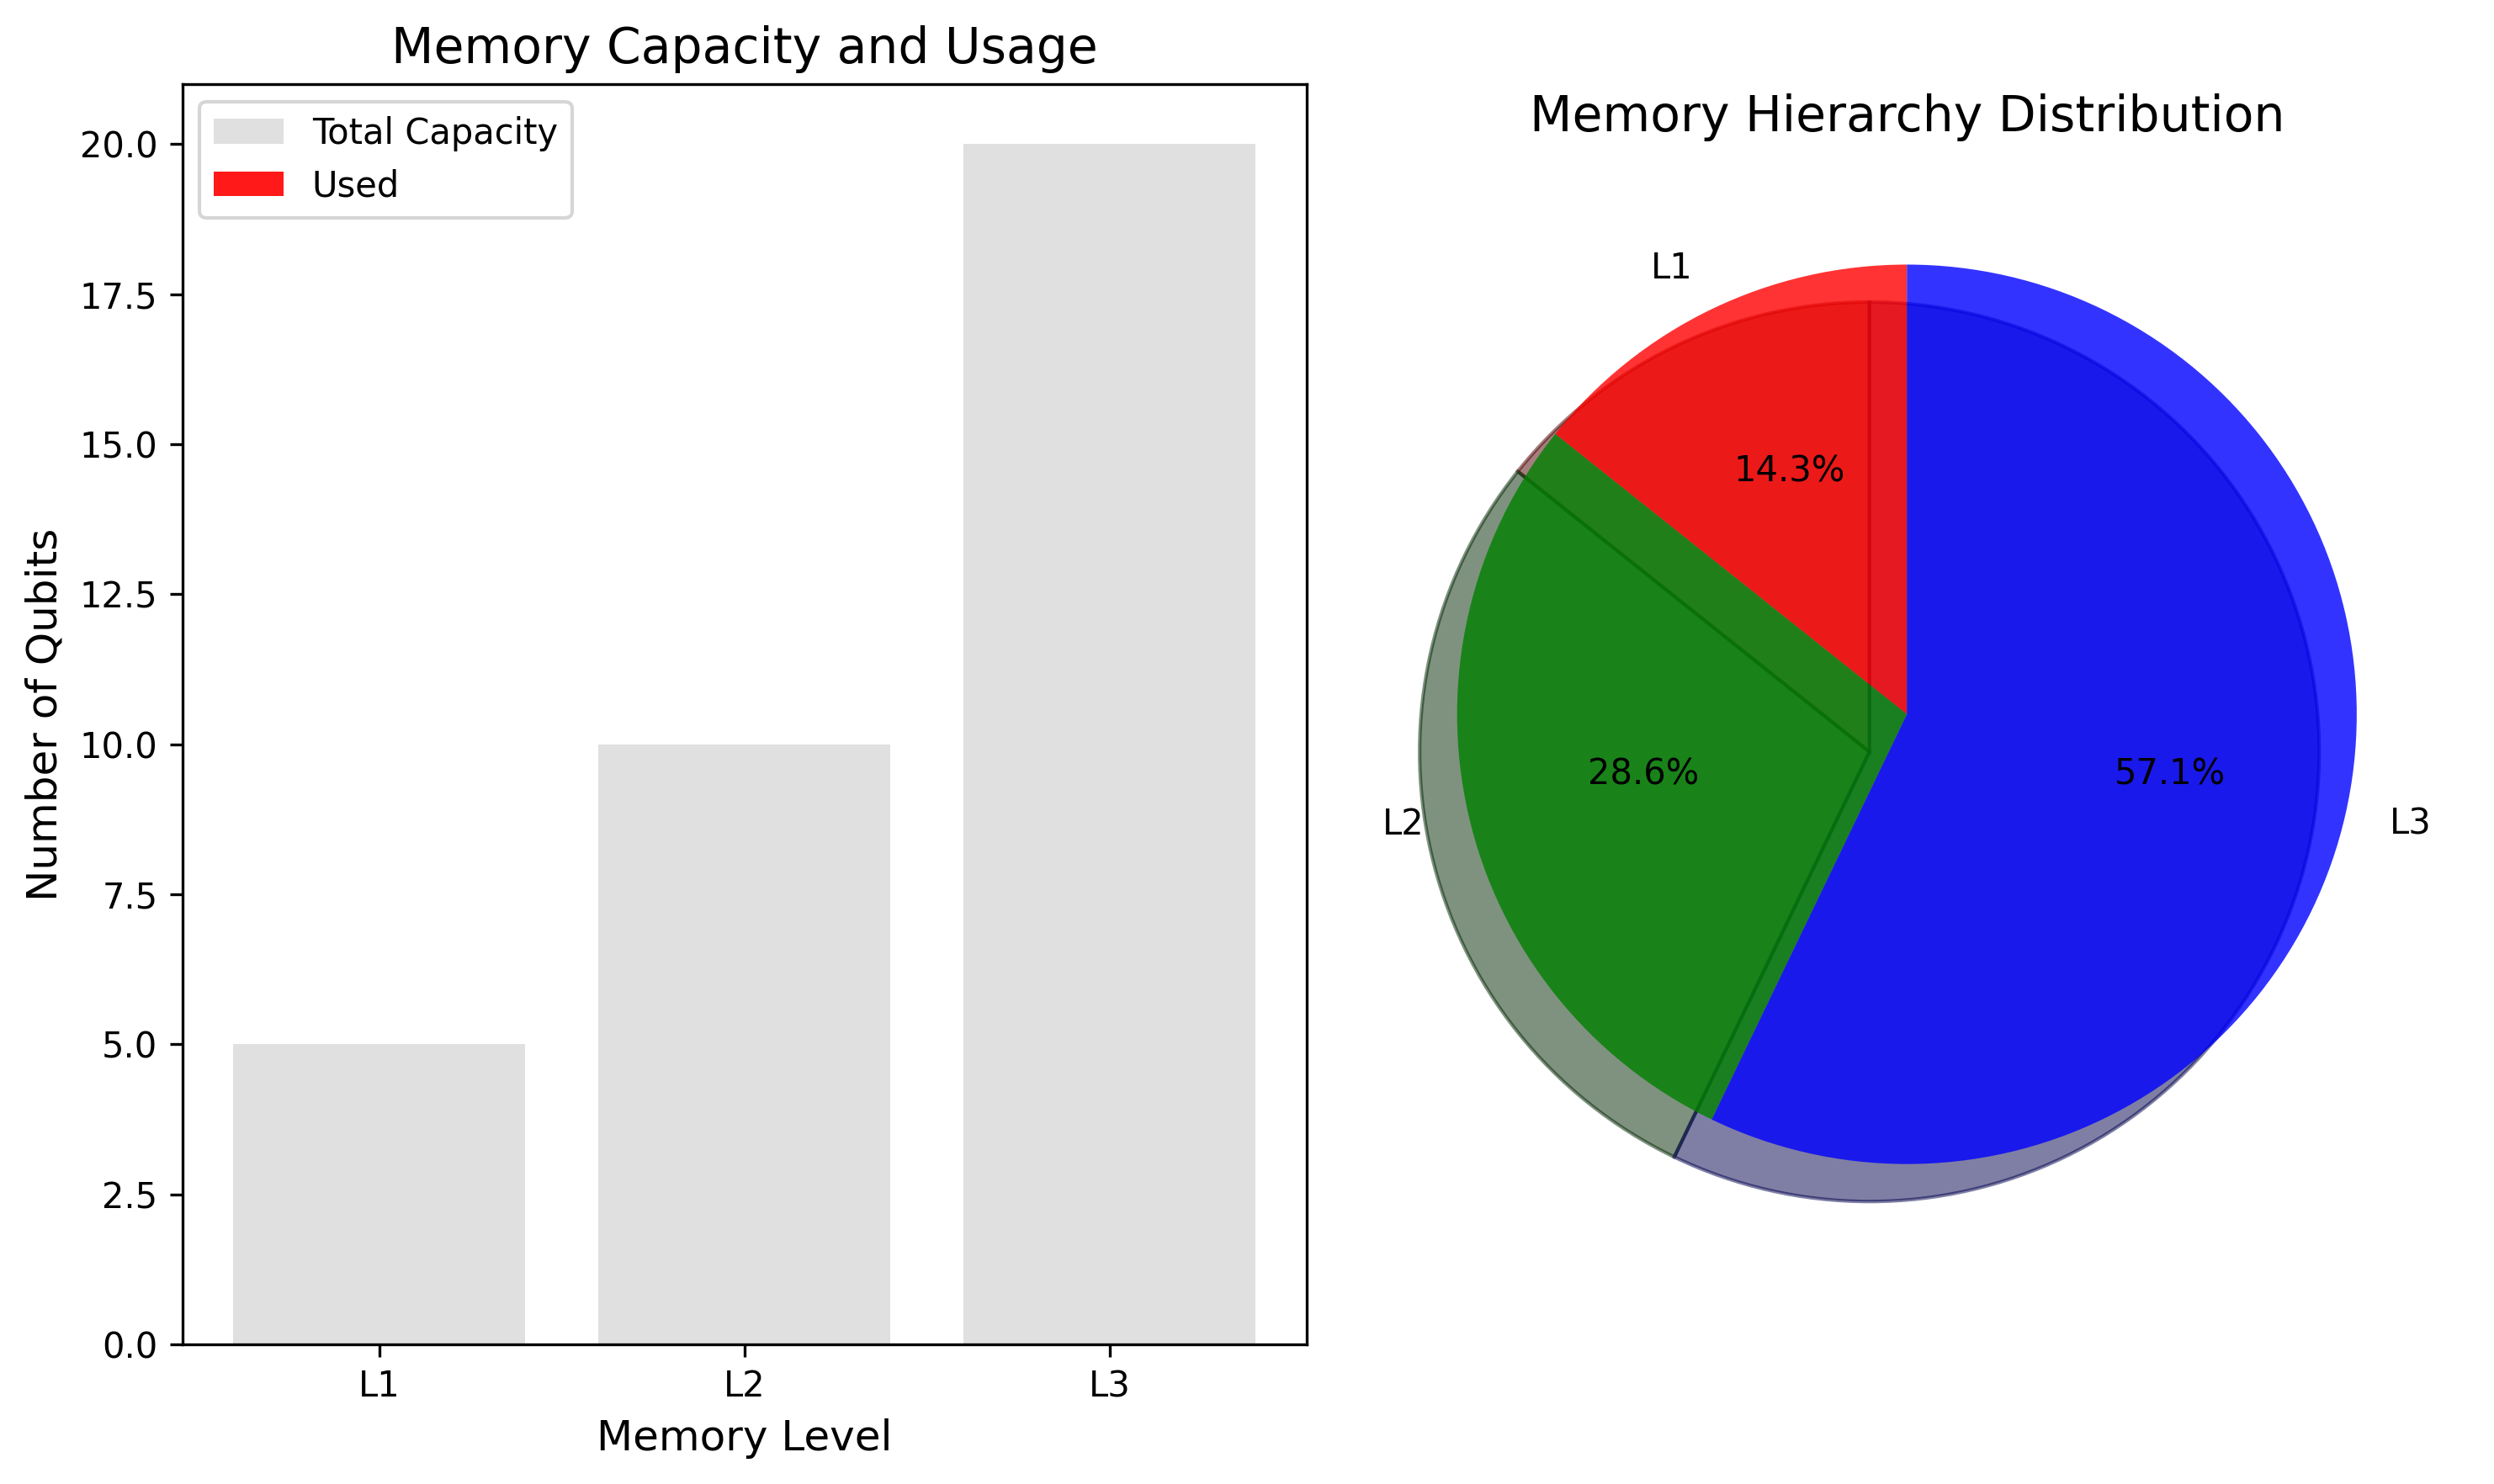 Memory Capacity and Usage
Total Capacity
Used
20.0
17.5
15.0
12.5
10.0
7.5
5.0
2.5
0.0
Number of Qubits
L1 L2 L3
Memory Level
Memory Hierarchy Distribution
L1
14.3%
28.6%
57.1%
L2
L3